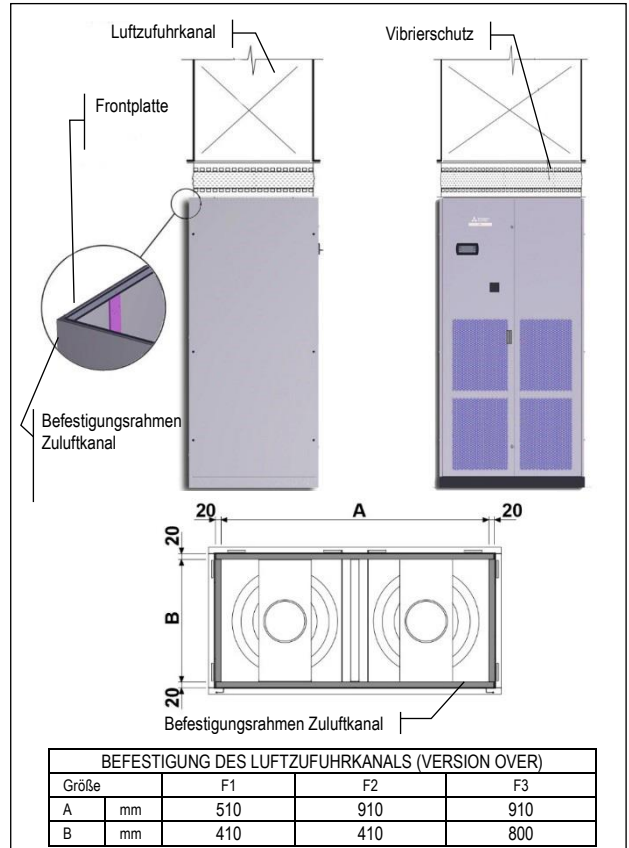 Luftzufuhrkanal
Vibrierschutz
Frontplatte
Befestigungsrahmen
Zuluftkanal
20 A 20
20
B
20
Befestigungsrahmen Zuluftkanal
BEFESTIGUNG DES LUFTZUFUHRKANALS (VERSION OVER)
Größe F1 F2 F3
A mm 510 910 910
B mm 410 410 800